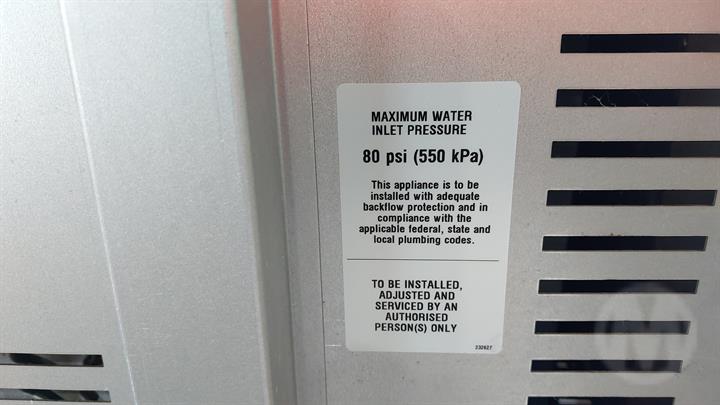 MAXIMUM WATER
INLET PRESSURE
80 psi (550 kPa)
This appliance is to be
installed with adequate
backflow protection and in
compliance with the
applicable federal, state and
local plumbing codes.
TO BE INSTALLED,
ADJUSTED AND
SERVICED BY AN
AUTHORISED
PERSON(S) ONLY
232627
M